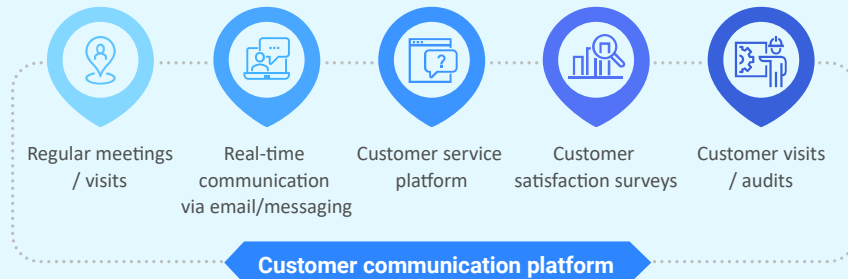 ?
Regular meetings
/ visits
Real-time
communication
via email/messaging
Customer service
platform
Customer
satisfaction surveys
Customer visits
/ audits
Customer communication platform